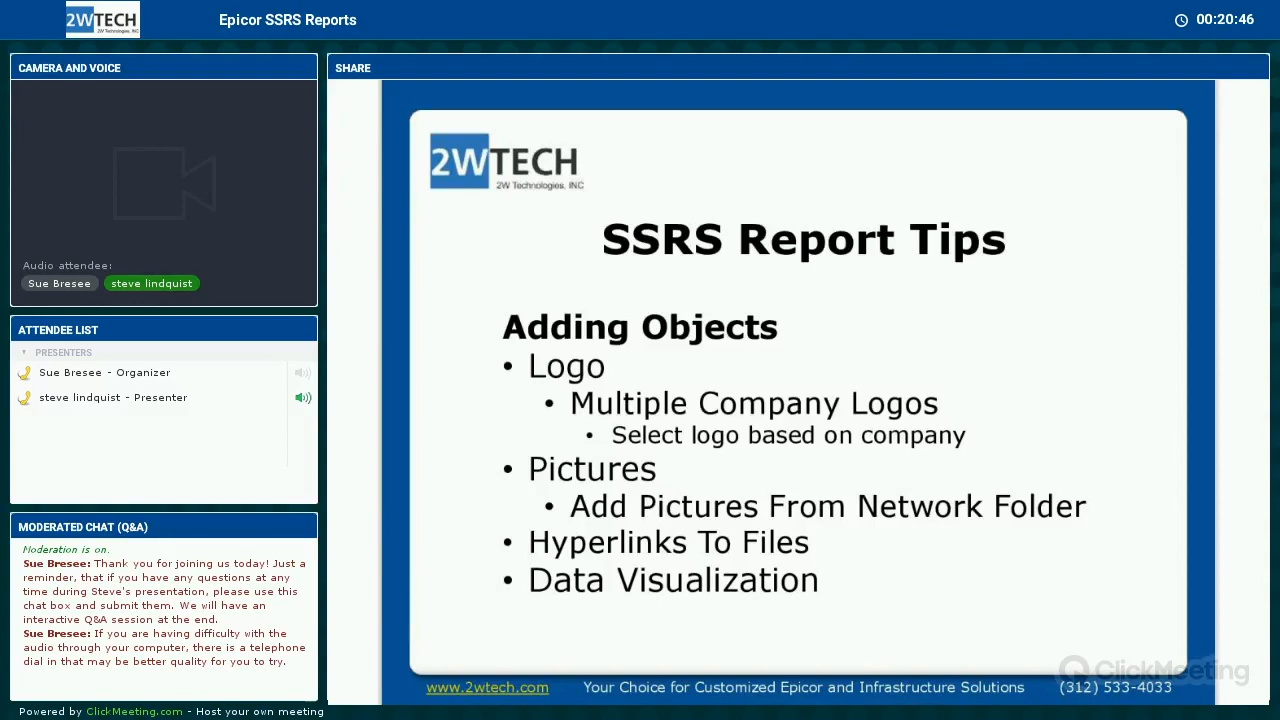 2WTECH
2W Technologies, INC
Epicor SSRS Reports
00:20:46
CAMERA AND VOICE
Audio attendee:
Sue Bresee
steve lindquist
ATTENDEE LIST
PRESENTERS
Sue Bresee - Organizer
steve lindquist - Presenter
MODERATED CHAT (Q&A)
Moderation is on.
Sue Bresee: Thank you for joining us today! Just a
reminder, that if you have any questions at any
time during Steve's presentation, please use this
chat box and submit them. We will have an
interactive Q&A session at the end.
Sue Bresee: If you are having difficulty with the
audio through your computer, there is a telephone
dial in that may be better quality for you to try.
Powered by ClickMeeting.com - Host your own meeting
SHARE
2WTECH
2W Technologies, INC
SSRS Report Tips
Adding Objects
• Logo
• Multiple Company Logos
• Select logo based on company
• Pictures
• Add Pictures From Network Folder
• Hyperlinks To Files
• Data Visualization
ClickMeeting
www.2wtech.com Your Choice for Customized Epicor and Infrastructure Solutions (312) 533-4033